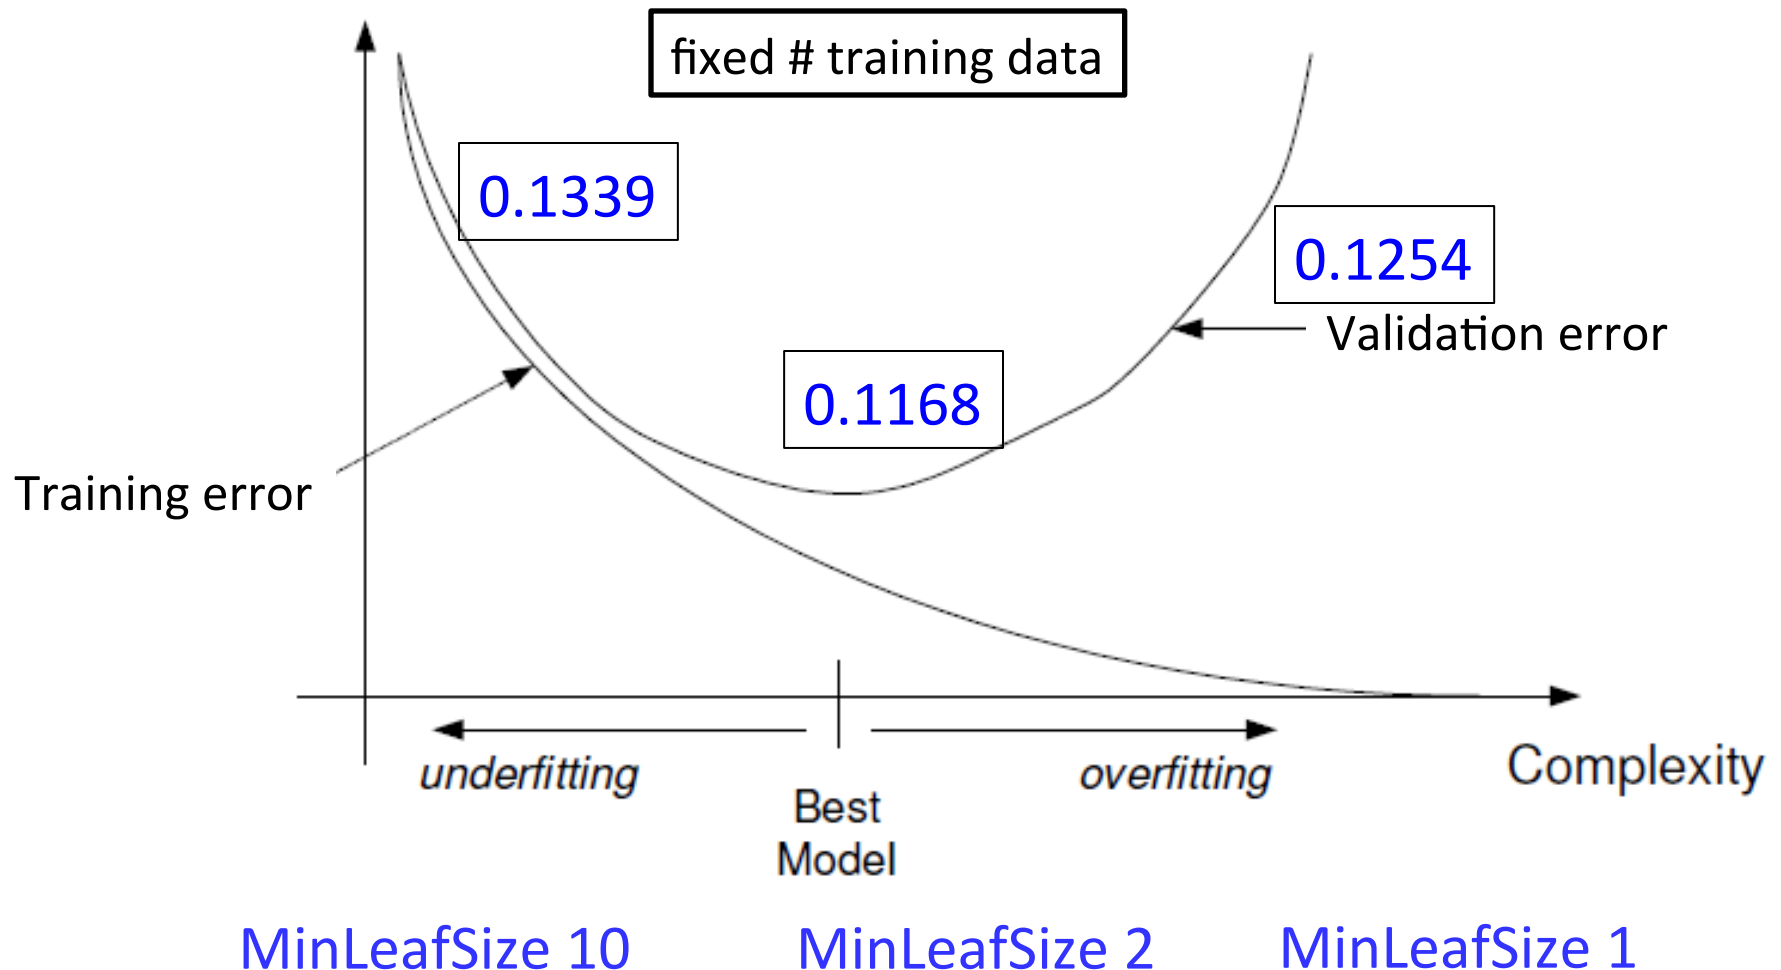 fixed # training data
0.1339
0.1254
Validation error
0.1168
Training error
underfitting
overfitting
Complexity
Best
Model
MinLeafSize 10
MinLeafSize 2
MinLeafSize 1